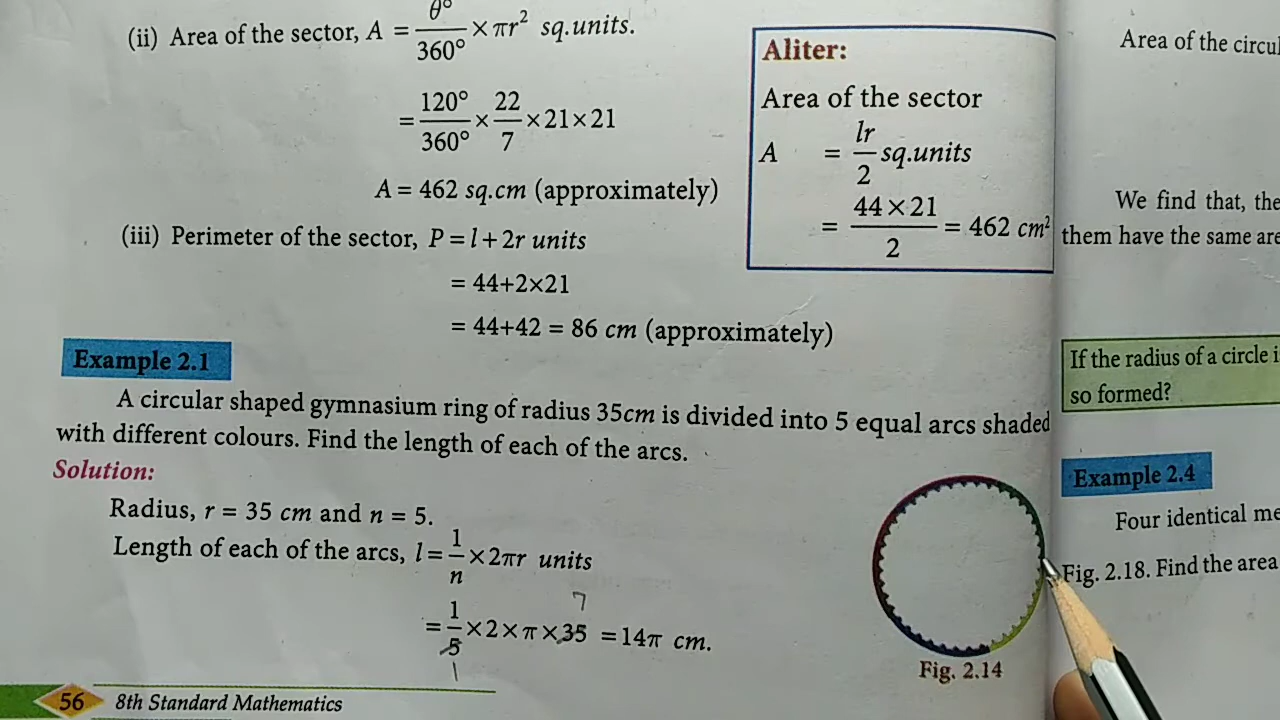 (ii) Area of the sector, A = θ°/360° × πr² sq.units.
= 120°/360° × 22/7 × 21 × 21
A = 462 sq.cm (approximately)
(iii) Perimeter of the sector, P = l + 2r units
= 44+2×21
= 44+42 = 86 cm (approximately)
Aliter:
Area of the sector
A = lr/2 sq.units
= 44×21/2 = 462 cm²
Example 2.1
A circular shaped gymnasium ring of radius 35cm is divided into 5 equal arcs shaded
with different colours. Find the length of each of the arcs.
Solution:
Radius, r = 35 cm and n = 5.
Length of each of the arcs, l = 1/n × 2πr units
7
= 1/5 × 2 × π × 35 = 14π cm.
1
Fig. 2.14
56 8th Standard Mathematics
Area of the
We find that, the
them have the same
If the radius of a circle
so formed?
Example 2.4
Four identical
Fig. 2.18. Find the area